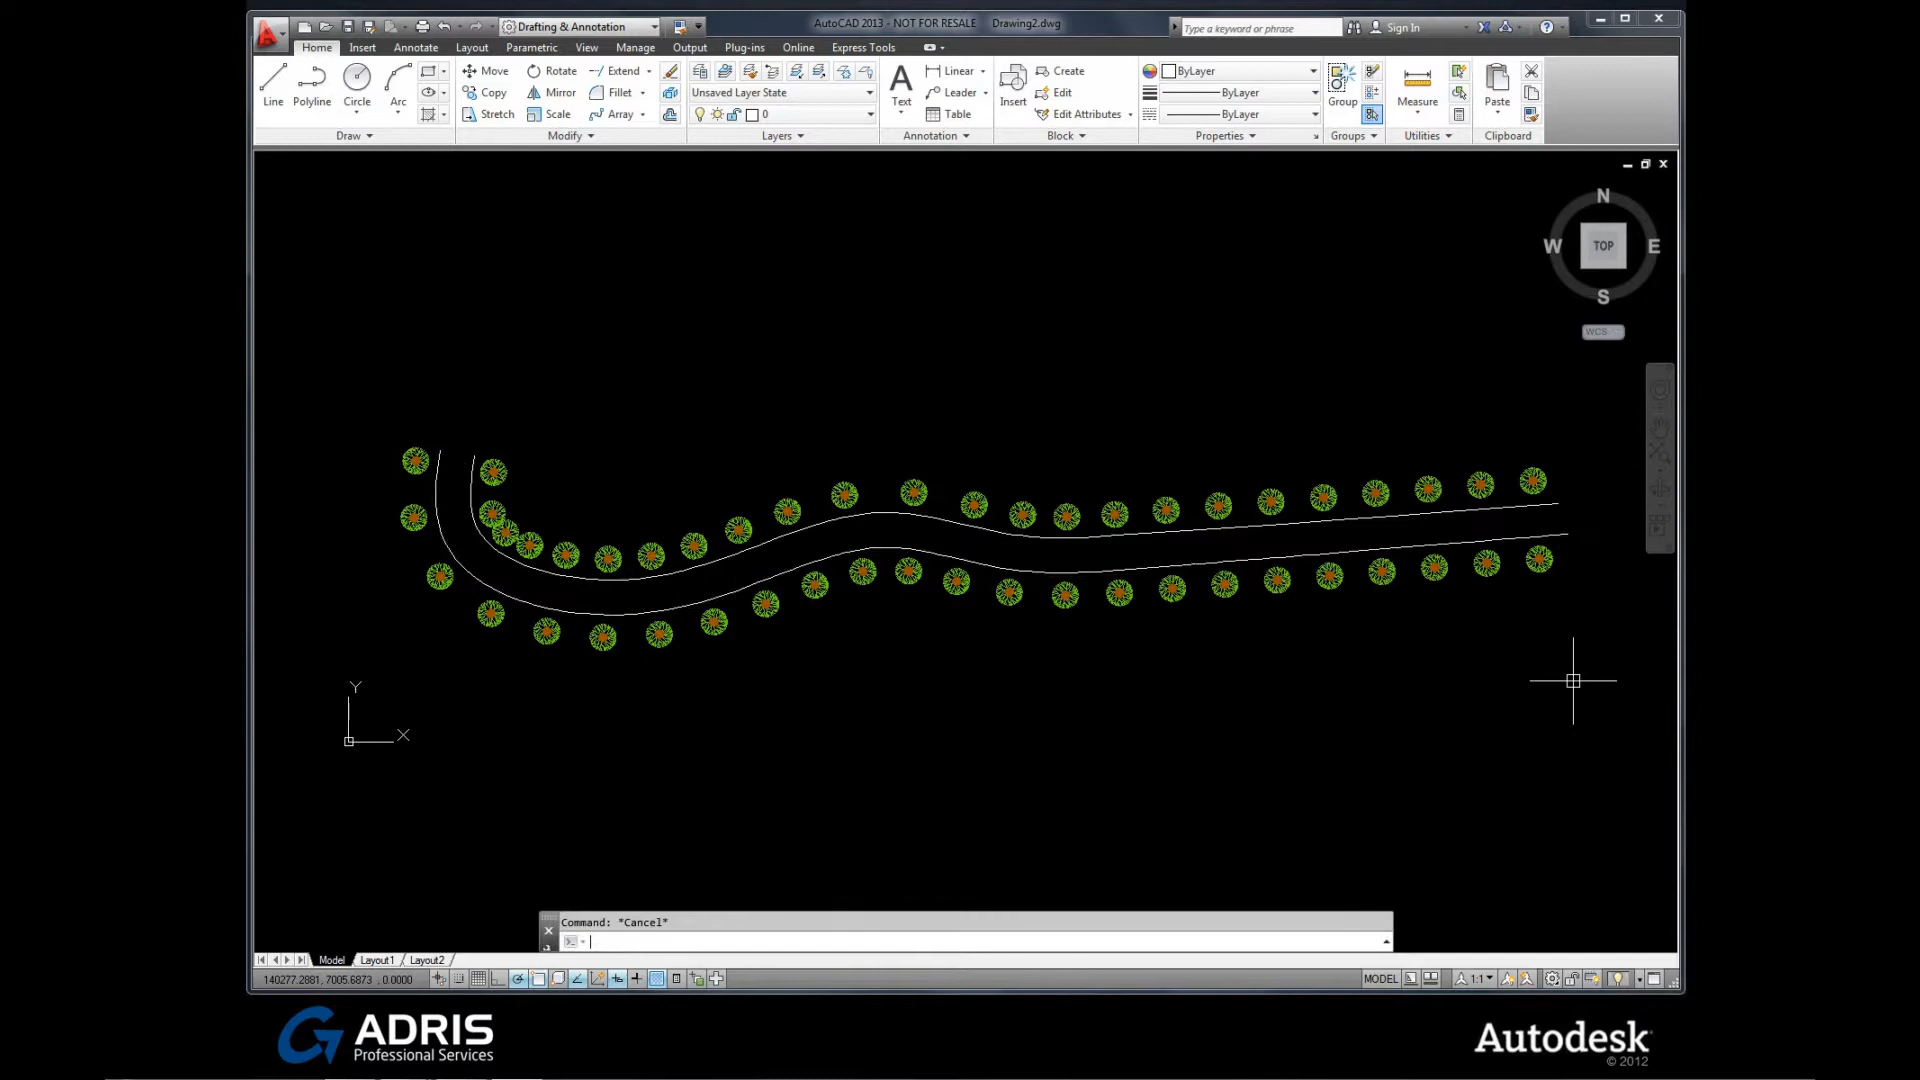 Drafting & Annotation
AutoCAD 2013 - NOT FOR RESALE Drawing2.dwg
Type a keyword or phrase
Sign In
Home Insert Annotate Layout Parametric View Manage Output Plug-ins Online Express Tools
Line Polyline Circle Arc
Draw
Move Rotate Extend
Copy Mirror Fillet
Stretch Scale Array
Modify
Unsaved Layer State
0
Layers
Text
Linear
Leader
Table
Annotation
Insert
Create
Edit
Edit Attributes
Block
ByLayer
ByLayer
ByLayer
Properties
Group
Groups
Measure
Utilities
Paste
Clipboard
N
W TOP E
S
WCS
Y
X
Command: *Cancel*
Model Layout1 Layout2
140277.2881, 7005.6873 , 0.0000
MODEL
1:1
ADRIS
Professional Services
Autodesk
© 2012